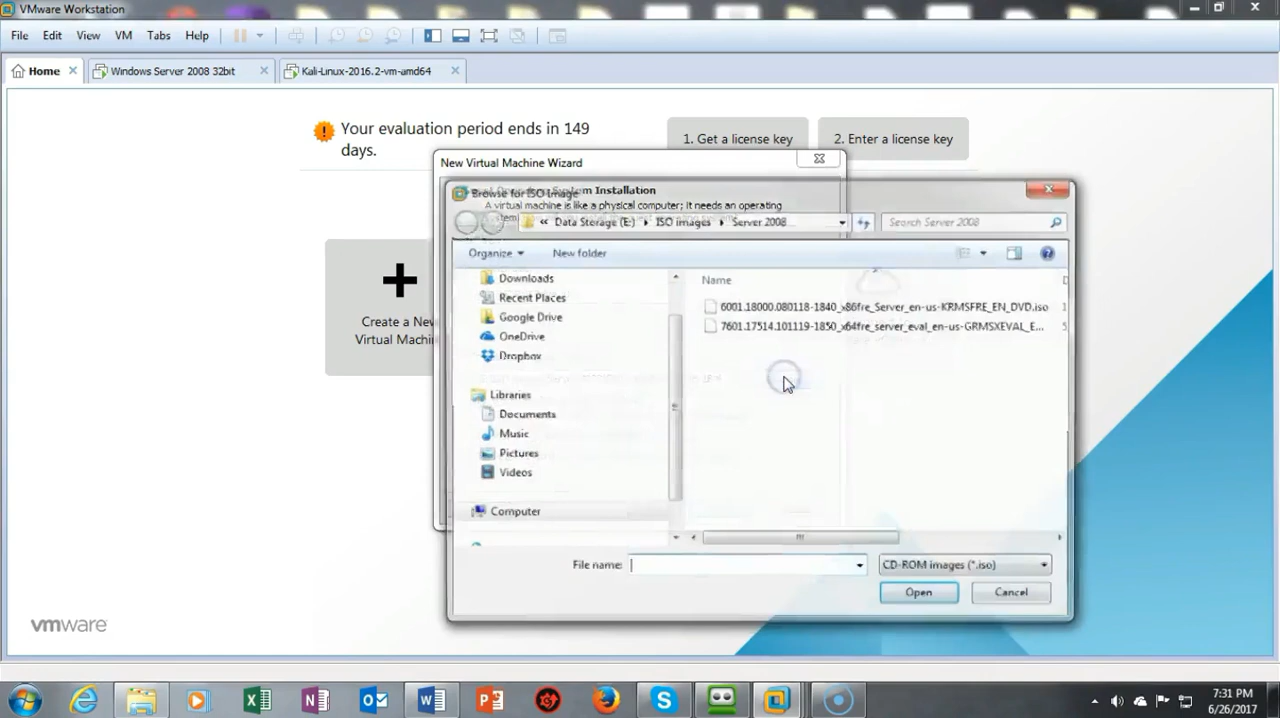 VMware Workstation
File Edit View VM Tabs Help
Home
Windows Server 2008 32bit
Kali-Linux-2016.2-vm-amd64
Your evaluation period ends in 149
days.
1. Get a license key
2. Enter a license key
New Virtual Machine Wizard
System Installation
Browse for ISO Image
A virtual machine is like a physical computer; it needs an operating
« Data Storage (E:) ISO images Server 2008
Search Server 2008
Organize New folder
Create a New
Virtual Machin
Downloads
Recent Places
Google Drive
OneDrive
Dropbox
Libraries
Documents
Music
Pictures
Videos
Computer
Name
6001.18000.080118-1840_x86fre_Server_en-us-KRMSFRE_EN_DVD.iso
7601.17514.101119-1850_x64fre_server_eval_en-us-GRMSXEVAL_E...
File name:
CD-ROM images (*.iso)
Open Cancel
vmware
7:31 PM
6/26/2017